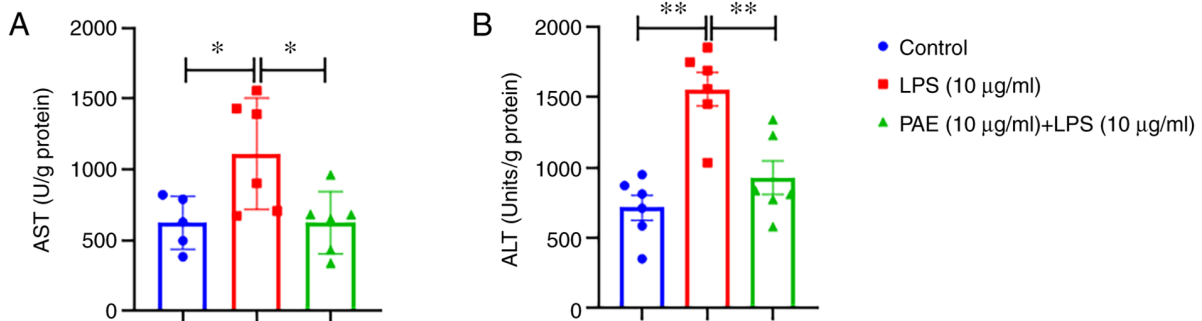 A
AST (U/g protein)
2000
1500
1000
500
0
*
*
B
ALT (Units/g protein)
2000
1500
1000
500
0
**
**
Control
LPS (10 μg/ml)
PAE (10 μg/ml)+LPS (10 μg/ml)